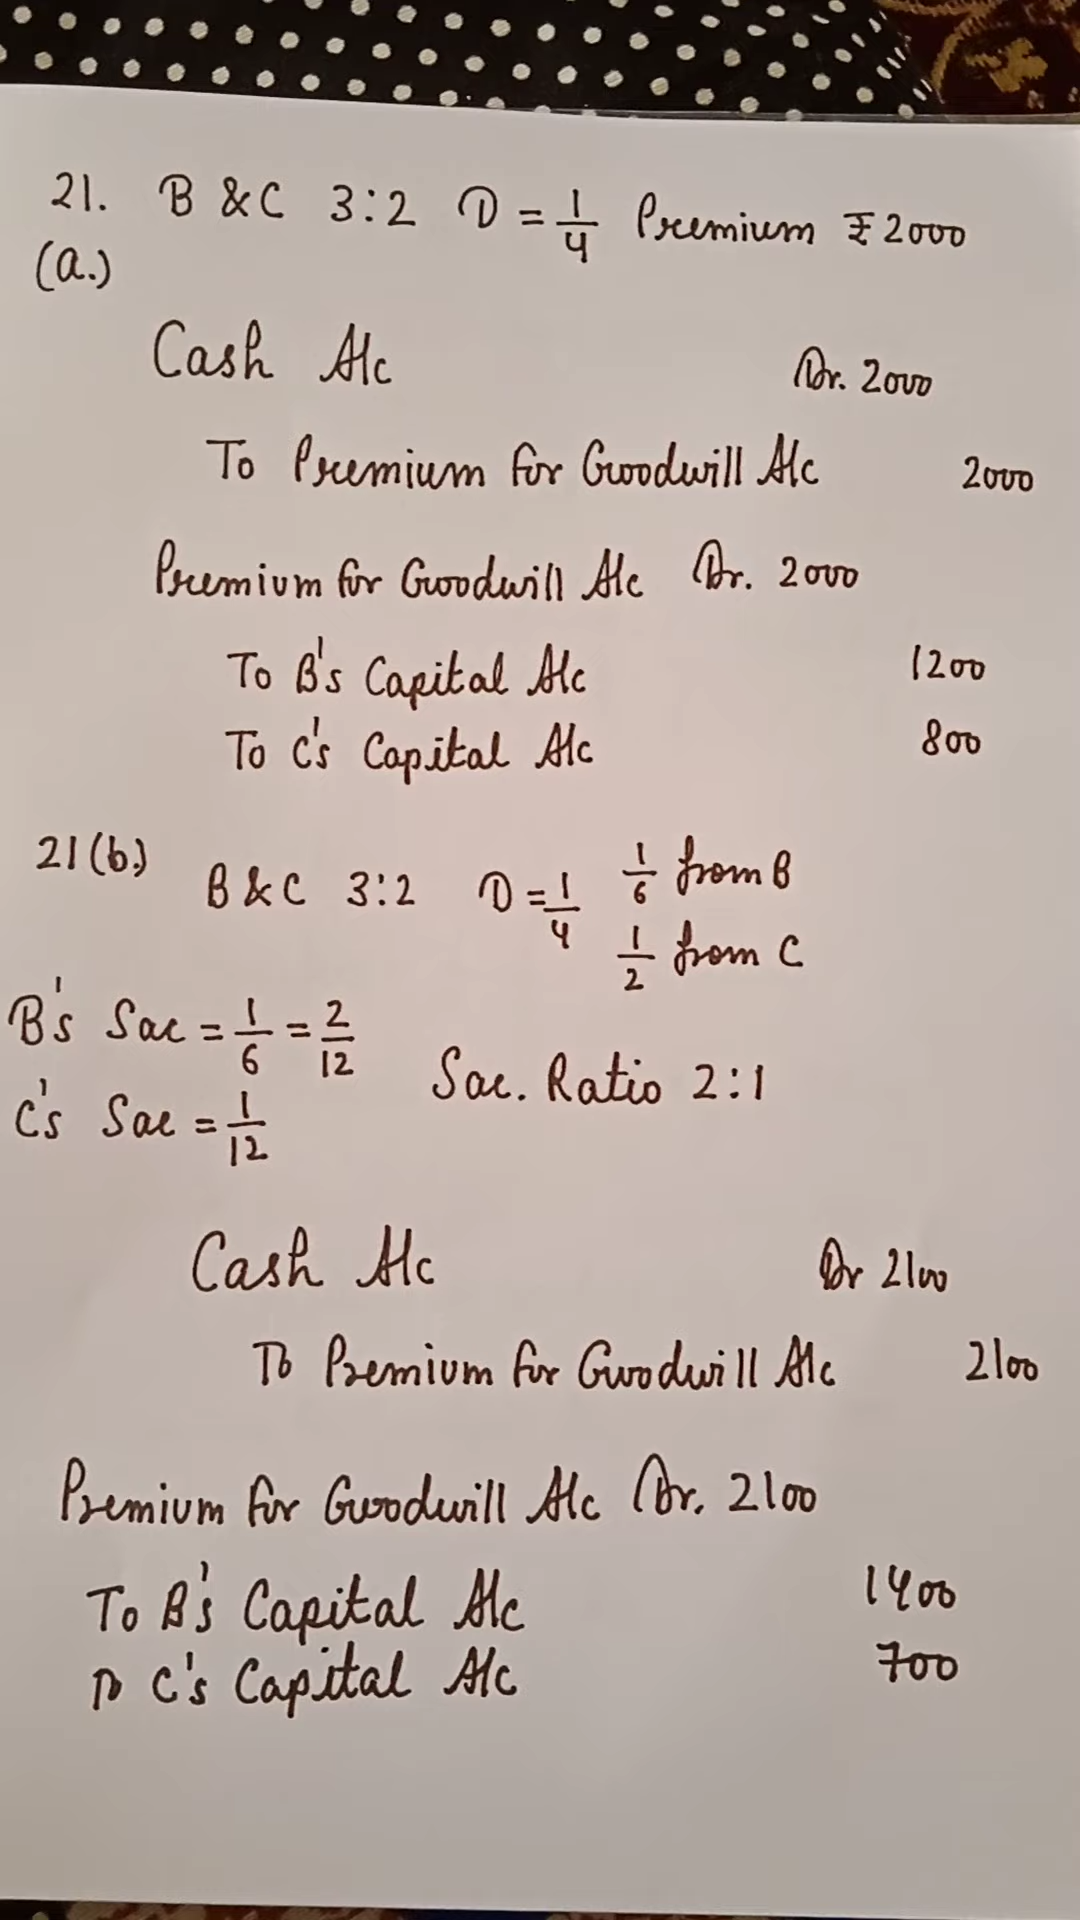 21. B & C 3:2 D = 1/4 Premium ₹2000
(a.)
Cash A/c Dr. 2000
To Premium for Goodwill A/c 2000
Premium for Goodwill A/c Dr. 2000
To B's Capital A/c 1200
To C's Capital A/c 800
21(b.)
B & C 3:2 D = 1/4 1/6 from B
1/2 from C
B's Sac = 1/6 = 2/12
C's Sac = 1/12
Sac. Ratio 2:1
Cash A/c Dr 2100
To Premium for Goodwill A/c 2100
Premium for Goodwill A/c Dr. 2100
To B's Capital A/c 1400
To C's Capital A/c 700